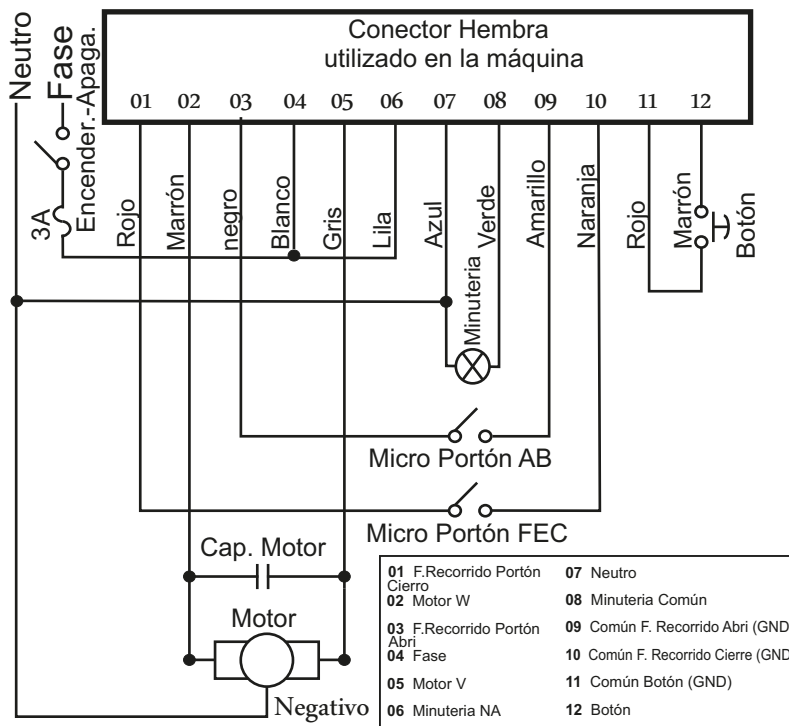 Conector Hembra
utilizado en la máquina
Neutro
Fase
Encender.-Apaga.
3A
01 02 03 04 05 06 07 08 09 10 11 12
Rojo
Marrón
negro
Blanco
Gris
Lila
Azul
Verde
Amarillo
Naranja
Rojo
Marrón
Botón
Minuteria
Micro Portón AB
Micro Portón FEC
Cap. Motor
Motor
Negativo
01 F.Recorrido Portón
Cierro
02 Motor W
03 F.Recorrido Portón
Abri
04 Fase
05 Motor V
06 Minuteria NA
07 Neutro
08 Minuteria Común
09 Común F. Recorrido Abri (GND
10 Común F. Recorrido Cierre (GND
11 Común Botón (GND)
12 Botón